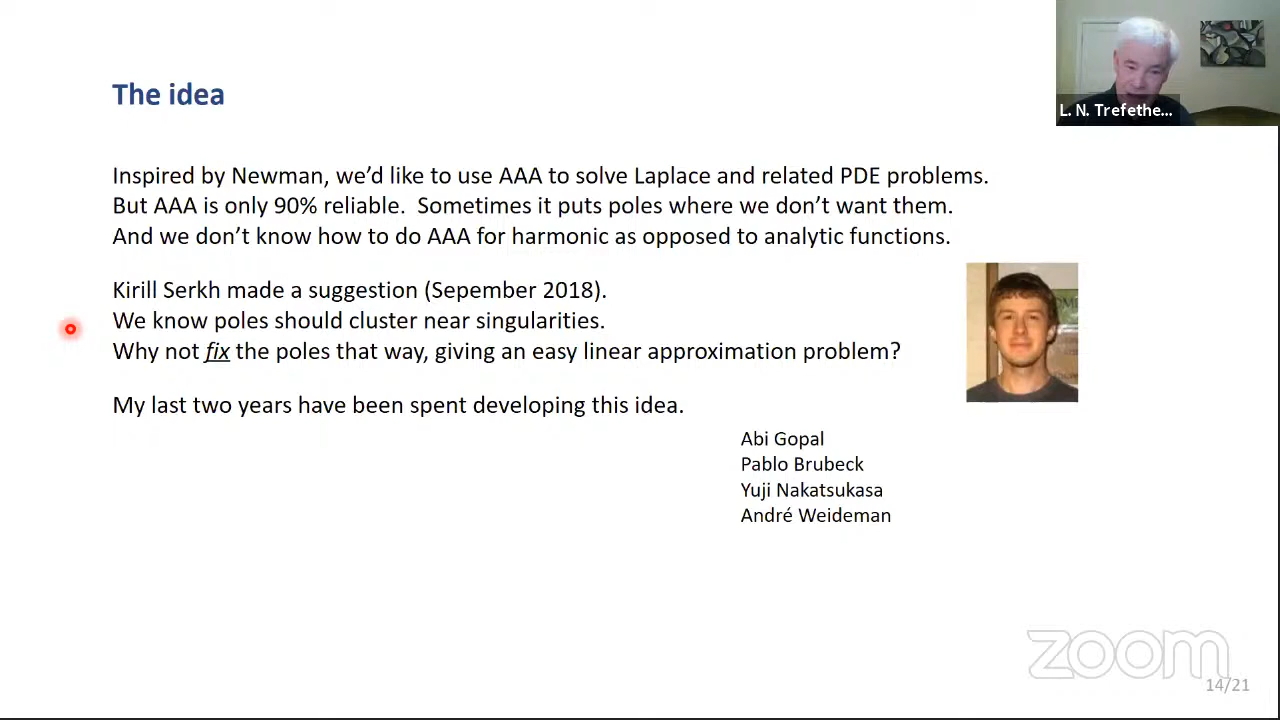 The idea
L. N. Trefethe...
Inspired by Newman, we'd like to use AAA to solve Laplace and related PDE problems.
But AAA is only 90% reliable.  Sometimes it puts poles where we don't want them.
And we don't know how to do AAA for harmonic as opposed to analytic functions.
Kirill Serkh made a suggestion (Sepember 2018).
We know poles should cluster near singularities.
Why not fix the poles that way, giving an easy linear approximation problem?
My last two years have been spent developing this idea.
Abi Gopal
Pablo Brubeck
Yuji Nakatsukasa
André Weideman
zoom
14/21